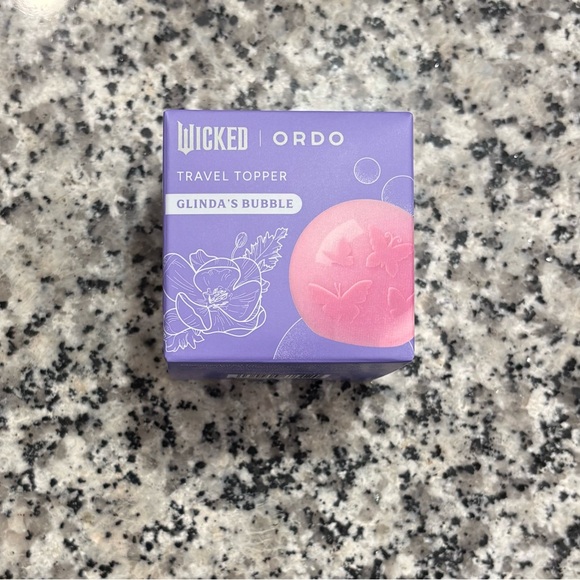 WICKED | ORDO
TRAVEL TOPPER
GLINDA'S BUBBLE